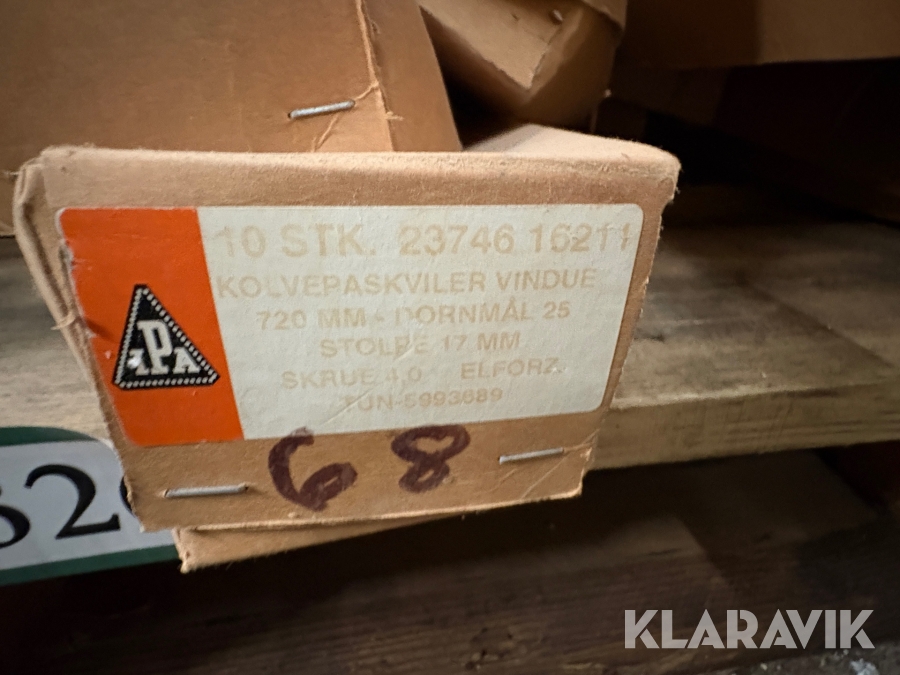 10 STK. 23746 16211
KOLVEPASKVILER VINDUE
720 MM - DORNMÅL 25
STOLPE 17 MM
SKRUE 4,0 ELFORZ.
TUN-5993689
IPA
68
KLARAVIK